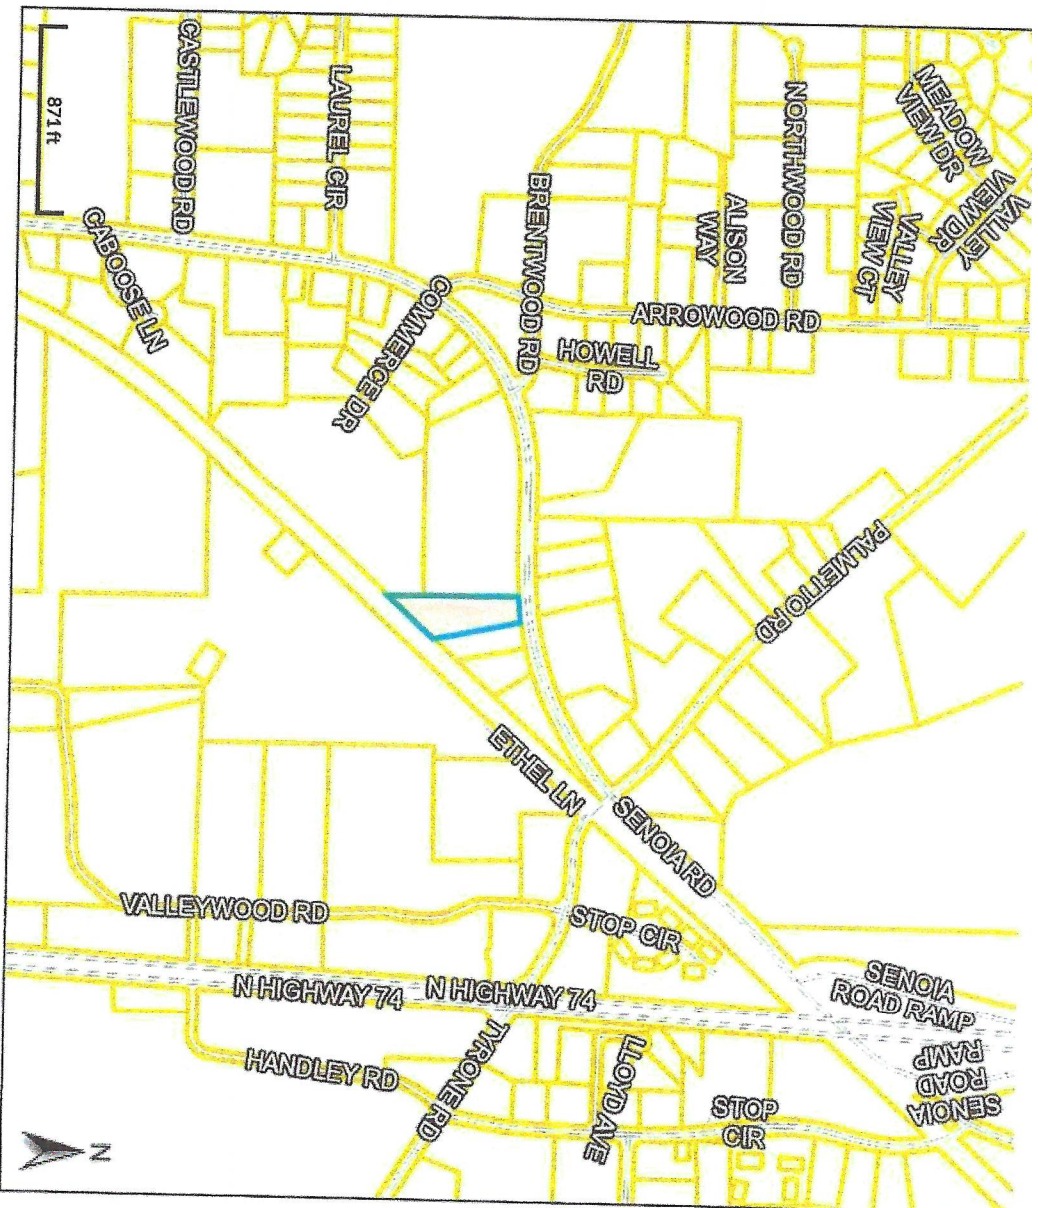 CASTLEWOOD RD
LAUREL CIR
871 ft
CABOOSE LN
COMMERCE DR
BRENTWOOD RD
NORTHWOOD RD
ALISON
WAY
MEADOW
VIEW DR
VALLEY
VIEW DR
VALLEY
VIEW CT
ARROWOOD RD
HOWELL
RD
PALMETTO RD
ETHEL LN
SENOIA RD
VALLEYWOOD RD
STOP CIR
N HIGHWAY 74
N HIGHWAY 74
SENOIA
ROAD RAMP
SENOIA
ROAD
RAMP
HANDLEY RD
TYRONE RD
LLOYD AVE
STOP
CIR
N